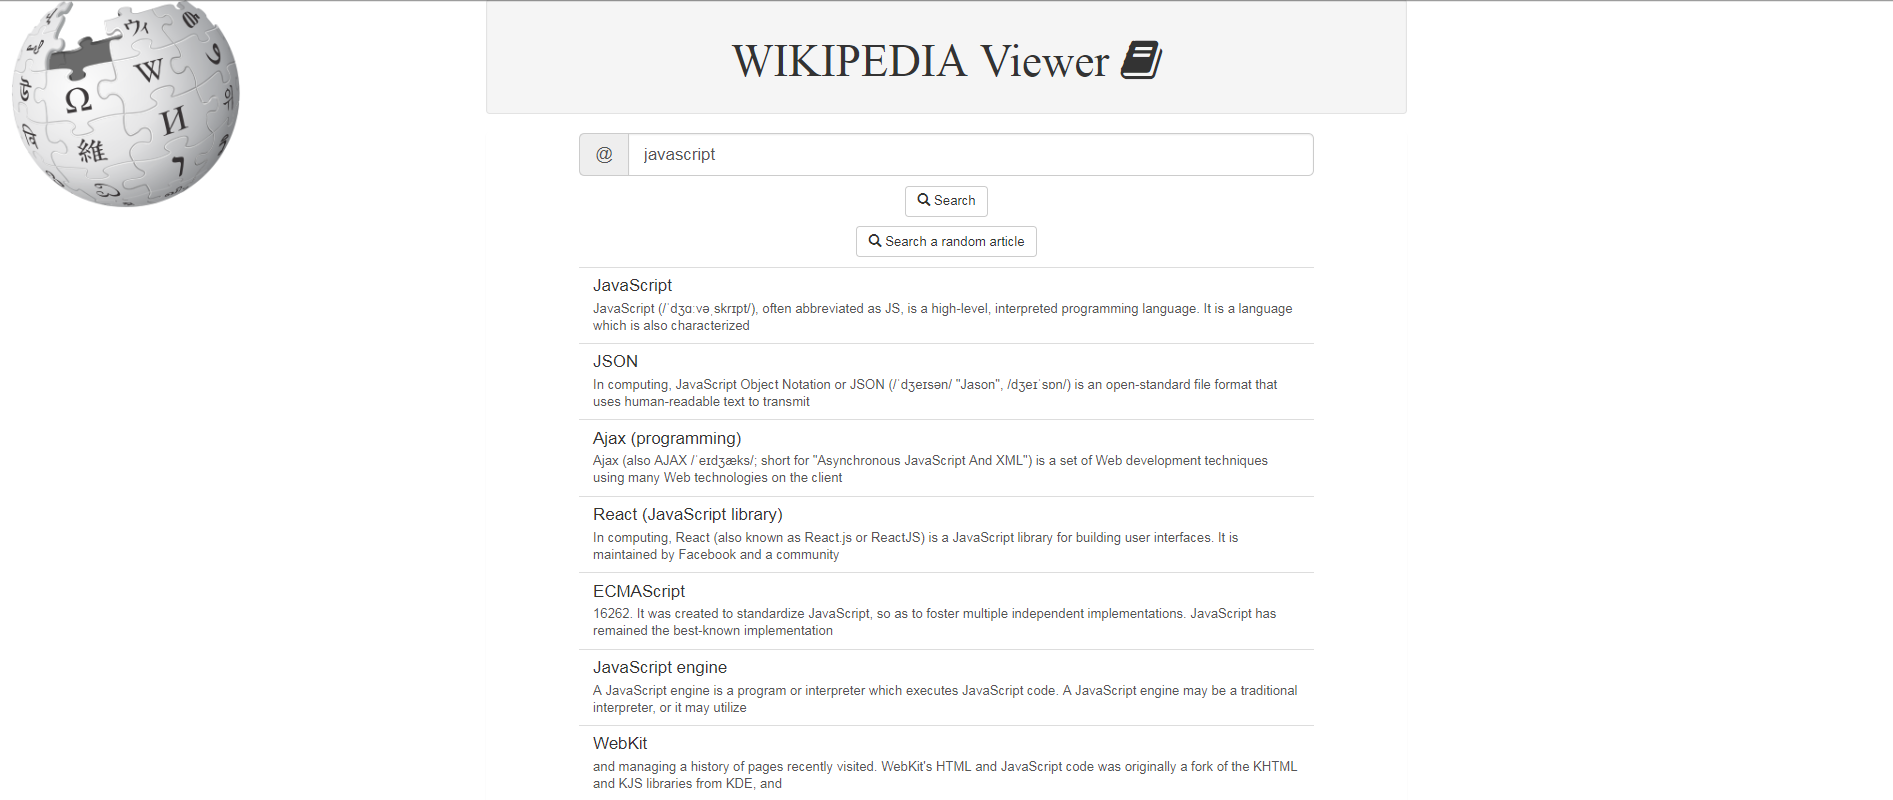 WIKIPEDIA Viewer
@ javascript
Search
Search a random article
JavaScript
JavaScript (/ˈdʒɑːvəˌskrɪpt/), often abbreviated as JS, is a high-level, interpreted programming language. It is a language
which is also characterized
JSON
In computing, JavaScript Object Notation or JSON (/ˈdʒeɪsən/ "Jason", /dʒeɪˈsɒn/) is an open-standard file format that
uses human-readable text to transmit
Ajax (programming)
Ajax (also AJAX /ˈeɪdʒæks/; short for "Asynchronous JavaScript And XML") is a set of Web development techniques
using many Web technologies on the client
React (JavaScript library)
In computing, React (also known as React.js or ReactJS) is a JavaScript library for building user interfaces. It is
maintained by Facebook and a community
ECMAScript
16262. It was created to standardize JavaScript, so as to foster multiple independent implementations. JavaScript has
remained the best-known implementation
JavaScript engine
A JavaScript engine is a program or interpreter which executes JavaScript code. A JavaScript engine may be a traditional
interpreter, or it may utilize
WebKit
and managing a history of pages recently visited. WebKit's HTML and JavaScript code was originally a fork of the KHTML
and KJS libraries from KDE, and
ウィ
W
Ω
И
維
위